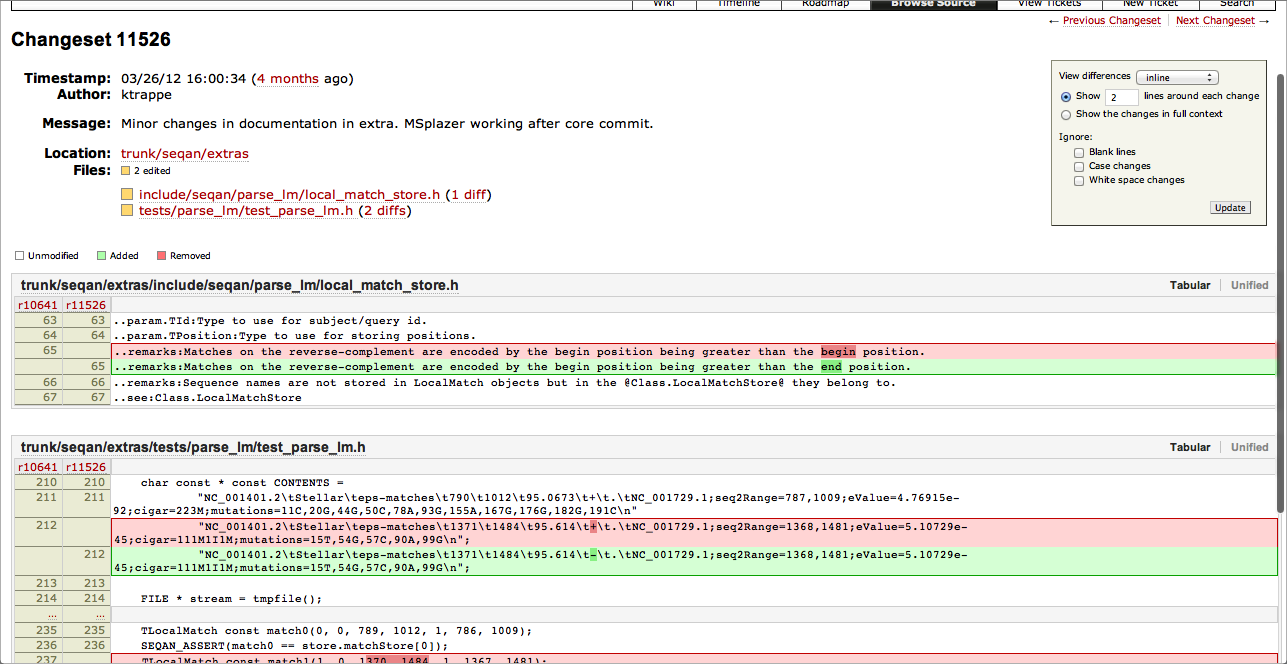 Wiki Timeline Roadmap Browse Source View Tickets New Ticket Search
← Previous Changeset Next Changeset →
Changeset 11526
Timestamp: 03/26/12 16:00:34 (4 months ago)
Author: ktrappe
Message: Minor changes in documentation in extra. MSplazer working after core commit.
Location: trunk/seqan/extras
Files: 2 edited
include/seqan/parse_lm/local_match_store.h (1 diff)
tests/parse_lm/test_parse_lm.h (2 diffs)
View differences inline
Show 2 lines around each change
Show the changes in full context
Ignore:
Blank lines
Case changes
White space changes
Update
Unmodified Added Removed
trunk/seqan/extras/include/seqan/parse_lm/local_match_store.h Tabular Unified
r10641 r11526
63 63 ..param.TId:Type to use for subject/query id.
64 64 ..param.TPosition:Type to use for storing positions.
65 ..remarks:Matches on the reverse-complement are encoded by the begin position being greater than the begin position.
65 ..remarks:Matches on the reverse-complement are encoded by the begin position being greater than the end position.
66 66 ..remarks:Sequence names are not stored in LocalMatch objects but in the @Class.LocalMatchStore@ they belong to.
67 67 ..see:Class.LocalMatchStore
trunk/seqan/extras/tests/parse_lm/test_parse_lm.h Tabular Unified
r10641 r11526
210 210 char const * const CONTENTS =
211 211 "NC_001401.2\tStellar\teps-matches\t790\t1012\t95.0673\t+\t.\tNC_001729.1;seq2Range=787,1009;eValue=4.76915e-
92;cigar=223M;mutations=11C,20G,44G,50C,78A,93G,155A,167G,176G,182G,191C\n"
212 "NC_001401.2\tStellar\teps-matches\t1371\t1484\t95.614\t+\t.\tNC_001729.1;seq2Range=1368,1481;eValue=5.10729e-
45;cigar=111M1I1M;mutations=15T,54G,57C,90A,99G\n";
212 "NC_001401.2\tStellar\teps-matches\t1371\t1484\t95.614\t-\t.\tNC_001729.1;seq2Range=1368,1481;eValue=5.10729e-
45;cigar=111M1I1M;mutations=15T,54G,57C,90A,99G\n";
213 213
214 214 FILE * stream = tmpfile();
… …
235 235 TLocalMatch const match0(0, 0, 789, 1012, 1, 786, 1009);
236 236 SEQAN_ASSERT(match0 == store.matchStore[0]);
237 TLocalMatch const match1(1, 0, 1370, 1484, 1, 1367, 1481);